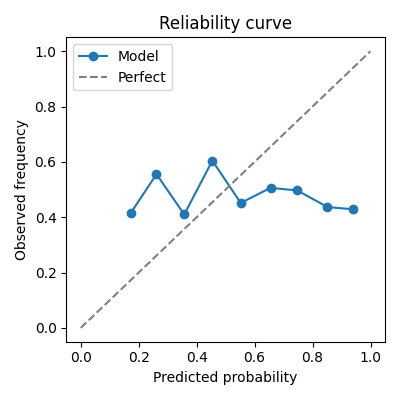 Reliability curve
Model
Perfect
Observed frequency
1.0
0.8
0.6
0.4
0.2
0.0
0.0 0.2 0.4 0.6 0.8 1.0
Predicted probability